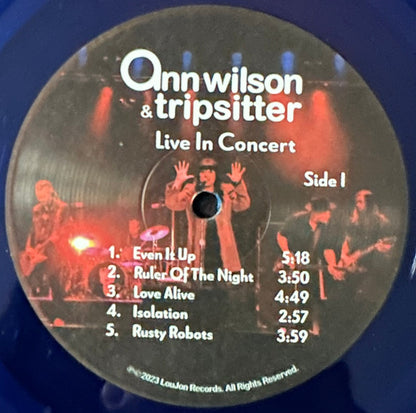 ann wilson
& tripsitter
Live In Concert
Side 1
1. Even It Up 5:18
2. Ruler Of The Night 3:50
3. Love Alive 4:49
4. Isolation 2:57
5. Rusty Robots 3:59
℗©2023 LouJon Records. All Rights Reserved.